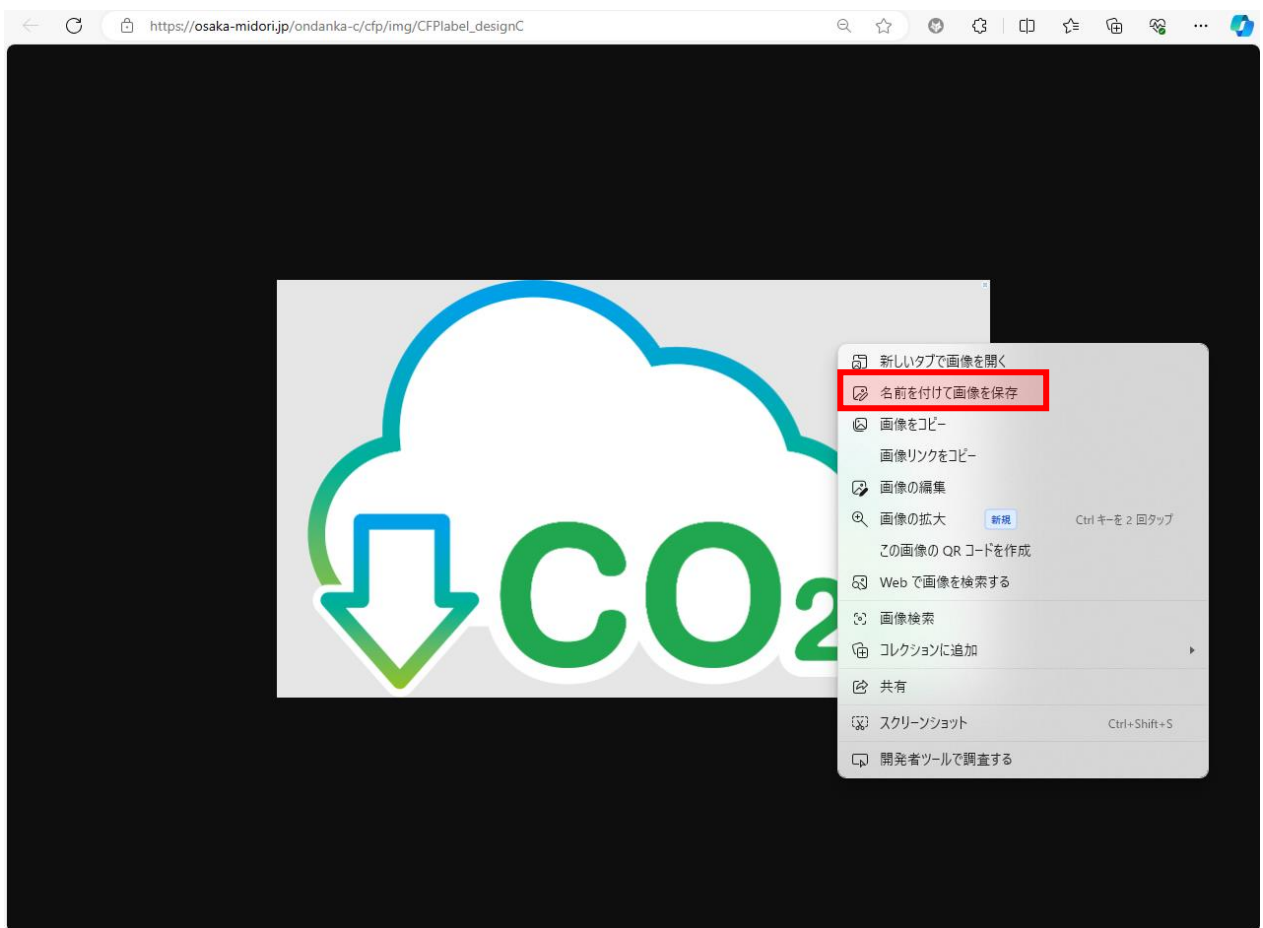 https://osaka-midori.jp/ondanka-c/cfp/img/CFPlabel_designC
CO2
新しいタブで画像を開く
名前を付けて画像を保存
画像をコピー
画像リンクをコピー
画像の編集
画像の拡大 新規 Ctrl キーを 2 回タップ
この画像の QR コードを作成
Web で画像を検索する
画像検索
コレクションに追加
共有
スクリーンショット Ctrl+Shift+S
開発者ツールで調査する